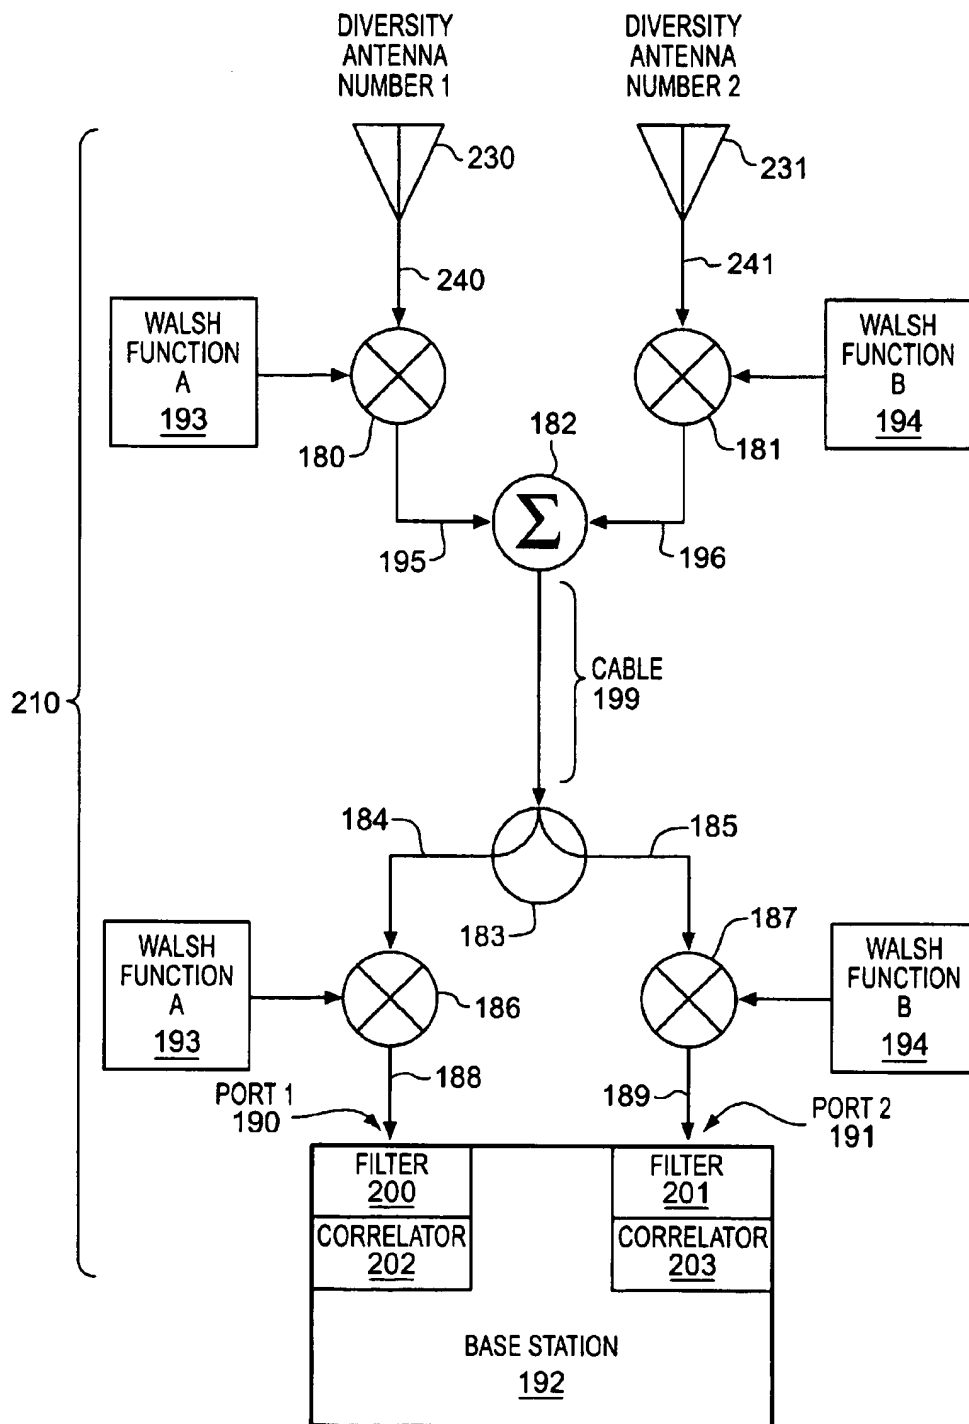 DIVERSITY
ANTENNA
NUMBER 1
DIVERSITY
ANTENNA
NUMBER 2
230
231
240
241
WALSH
FUNCTION
A
193
WALSH
FUNCTION
B
194
180
182
181
Σ
195
196
CABLE
199
210
184
185
183
187
WALSH
FUNCTION
A
193
186
WALSH
FUNCTION
B
194
188
189
PORT 1
190
PORT 2
191
FILTER
200
FILTER
201
CORRELATOR
202
CORRELATOR
203
BASE STATION
192